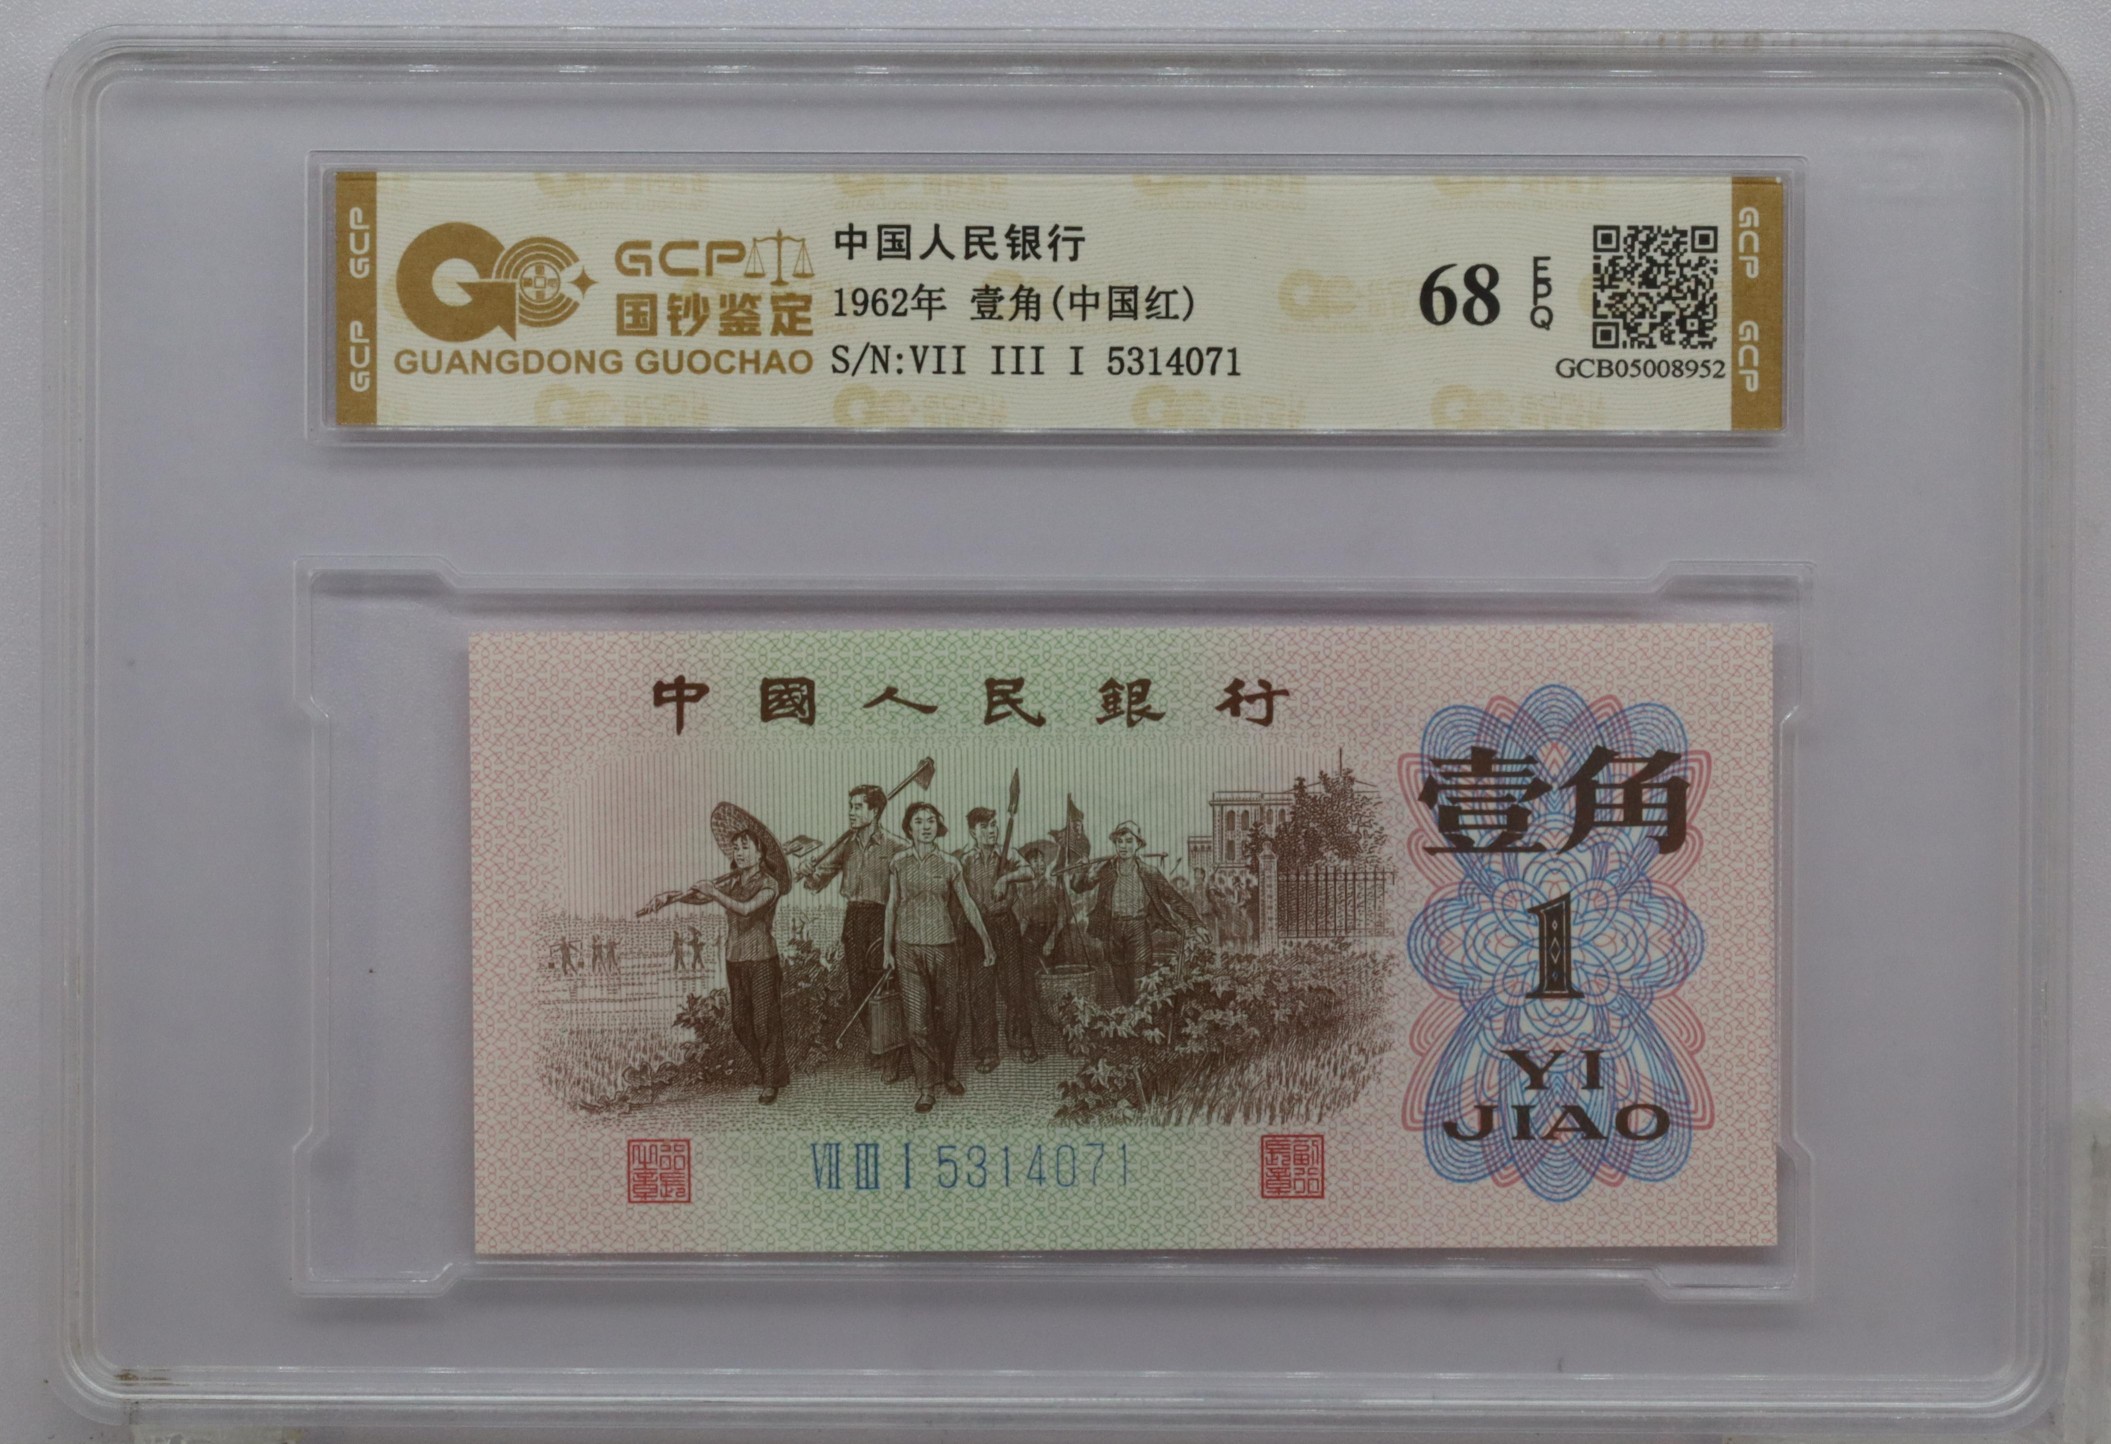 GCP
GCP
GCP
国钞鉴定
GUANGDONG GUOCHAO
中国人民银行
1962年 壹角(中国红)
S/N:VII III I 5314071
68
EPQ
GCB05008952
GCP
GCP
中國人民銀行
壹角
1
YI
JIAO
VII III I 5314071